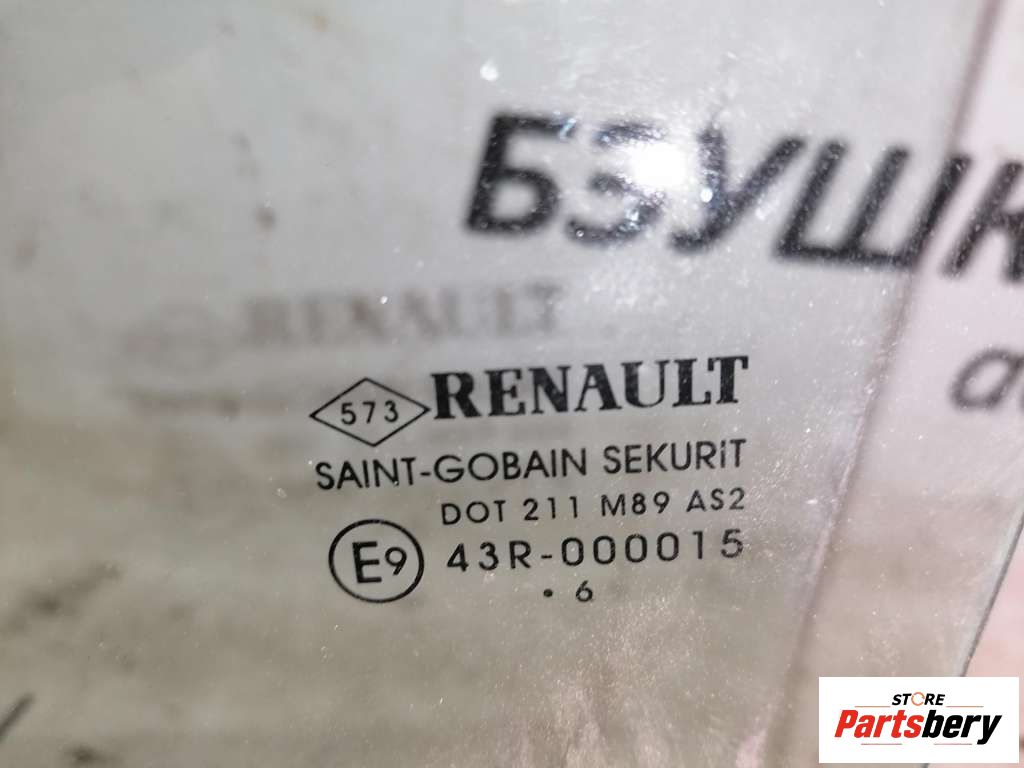 БЗУШК
573 RENAULT
SAINT-GOBAIN SEKURIT
DOT 211 M89 AS2
E9 43R-000015
. 6
STORE
Partsbery